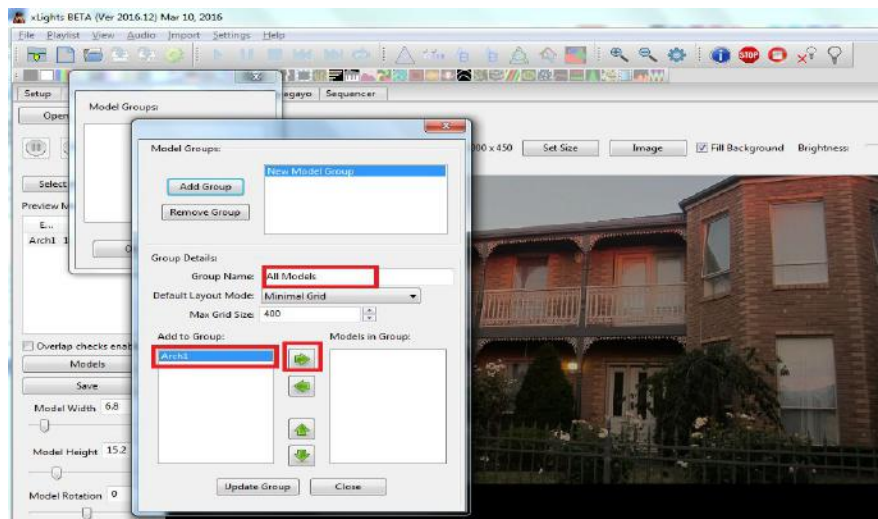 xLights BETA (Ver 2016.12) Mar 10, 2016
File Playlist View Audio Import Settings Help
STOP
Setup
agayo Sequencer
Open
Model Groups:
Model Groups:
New Model Group
Add Group
Remove Group
Set Size
Image
Fill Background
Brightness:
00 x 450
Select
Preview M
E...
Arch1 1
O
Group Details:
Group Name: All Models
Default Layout Mode: Minimal Grid
Max Grid Size: 400
Add to Group:
Models in Group:
Arch1
Overlap checks enab
Models
Save
Model Width 6.8
Model Height 15.2
Model Rotation 0
Update Group
Close